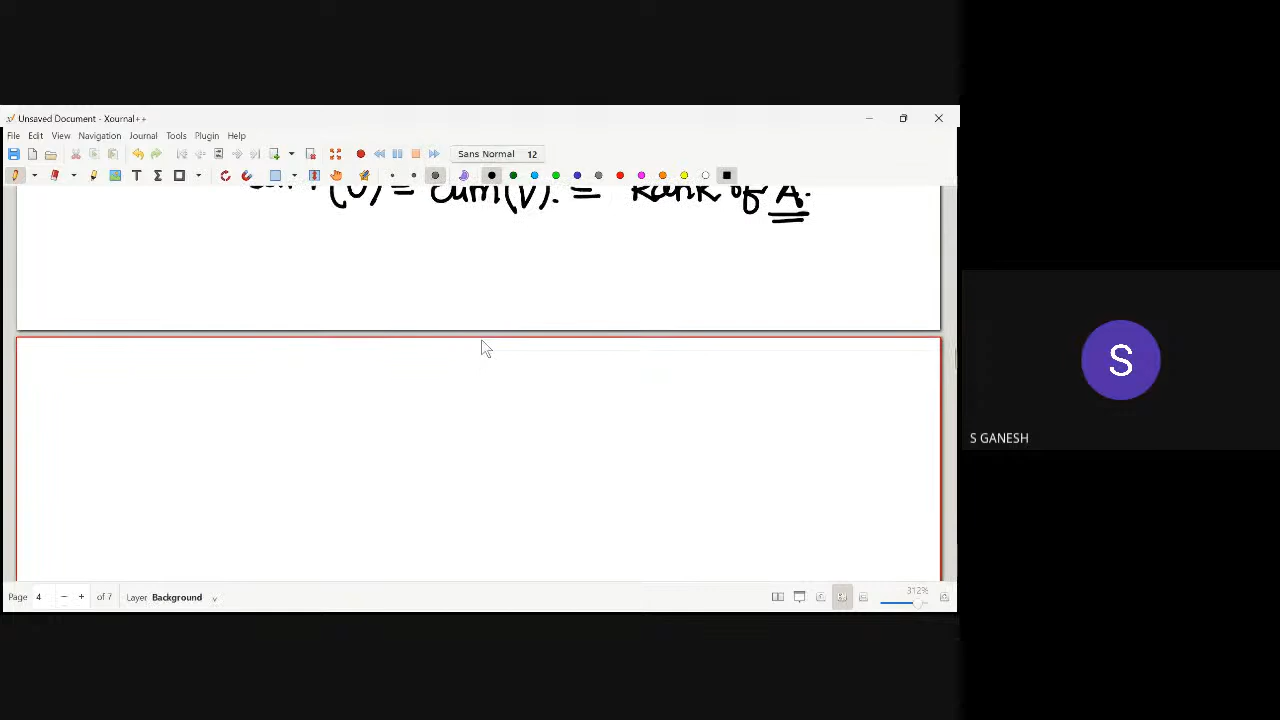 Unsaved Document - Xournal++
File Edit View Navigation Journal Tools Plugin Help
Sans Normal 12
(U) = dim(V). = Rank of A.
S
S GANESH
Page 4 of 7 Layer Background 312%